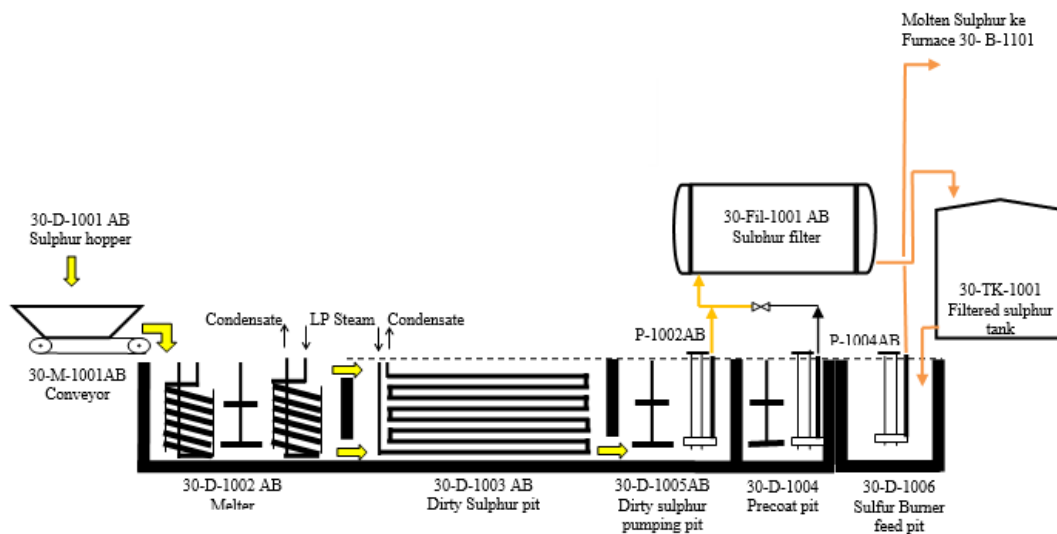 Molten Sulphur ke
Furnace 30- B-1101
30-D-1001 AB
Sulphur hopper
30-Fil-1001 AB
Sulphur filter
30-TK-1001
Filtered sulphur
tank
Condensate
LP Steam
Condensate
P-1002AB
P-1004AB
30-M-1001AB
Conveyor
30-D-1002 AB
Melter
30-D-1003 AB
Dirty Sulphur pit
30-D-1005AB
Dirty sulphur
pumping pit
30-D-1004
Precoat pit
30-D-1006
Sulfur Burner
feed pit